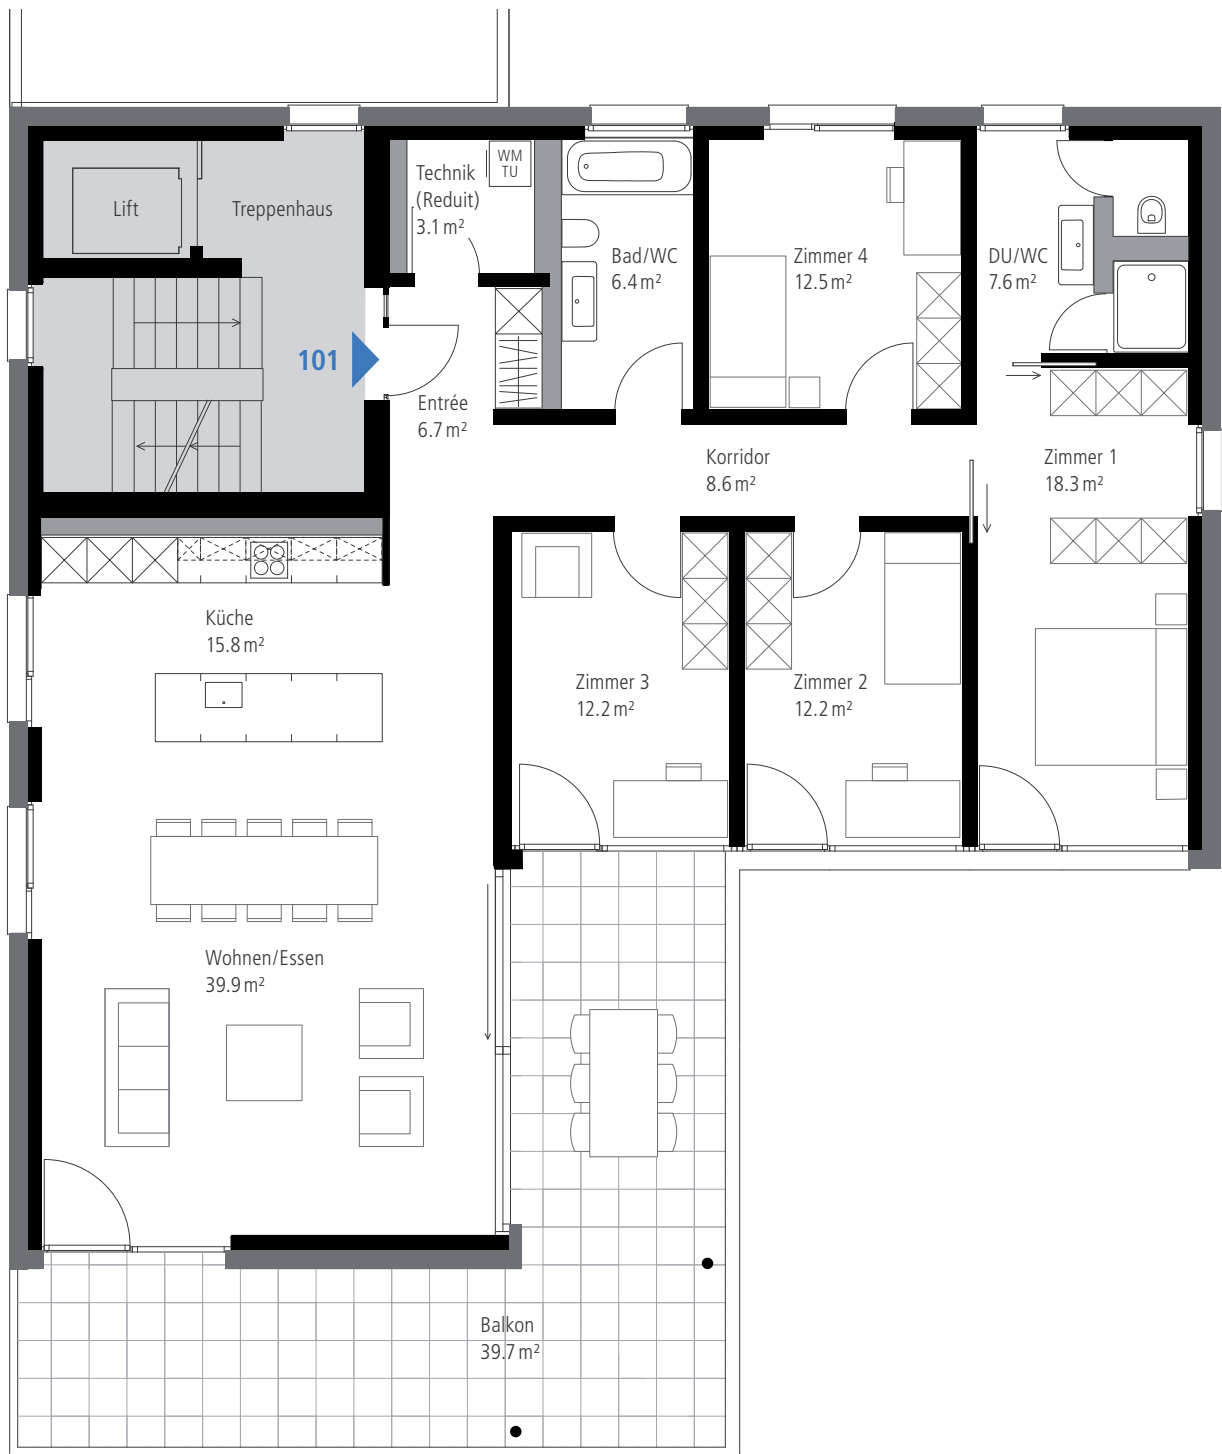 Lift
Treppenhaus
Technik
(Reduit)
3.1 m²
WM
TU
Bad/WC
6.4 m²
Zimmer 4
12.5 m²
DU/WC
7.6 m²
101
Entrée
6.7 m²
Korridor
8.6 m²
Zimmer 1
18.3 m²
Küche
15.8 m²
Zimmer 3
12.2 m²
Zimmer 2
12.2 m²
Wohnen/Essen
39.9 m²
Balkon
39.7 m²